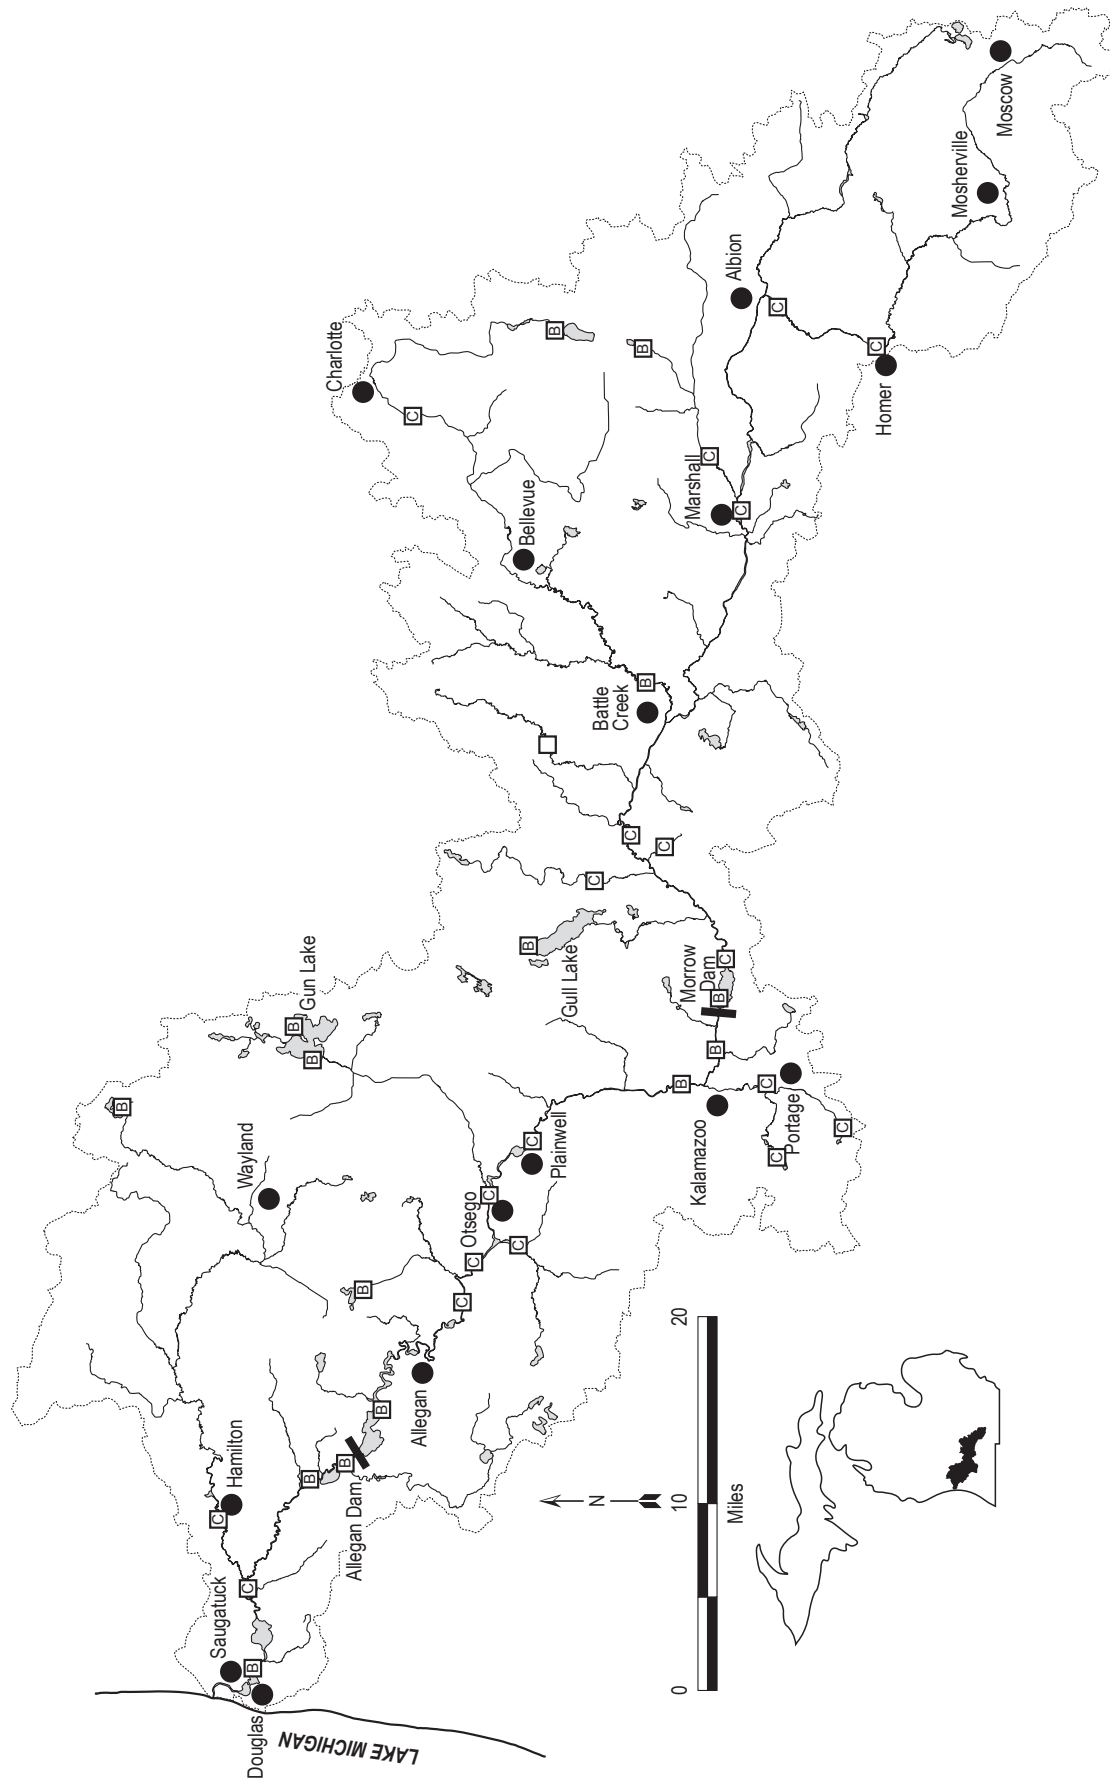 Moscow
Mosherville
Albion
C
Charlotte
B
B
C
Homer
C
Marshall
C
C
Bellevue
B
Battle
Creek
C
C
C
B
Gull Lake
C
Morrow
Dam
B
Gun Lake
B
B
B
B
C
Portage
C
C
Kalamazoo
B
C
Plainwell
Wayland
C
Otsego
C
C
B
C
Allegan
B
B
B
Allegan Dam
Hamilton
C
C
Saugatuck
B
Douglas
LAKE MICHIGAN
N
0
10
20
Miles